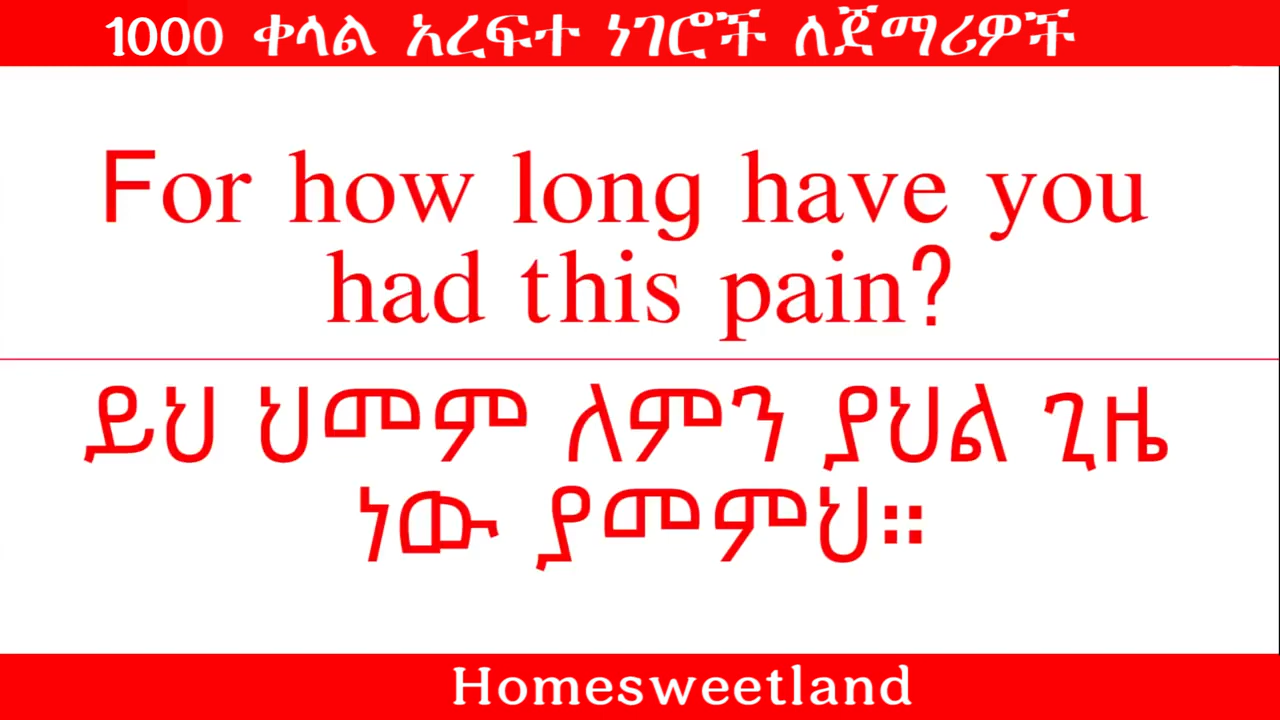 1000 ቀላል አረፍተ ነገሮች ለጀማሪዎች
For how long have you
had this pain?
ይህ ህመም ለምን ያህል ጊዜ
ነው ያመምህ።
Homesweetland